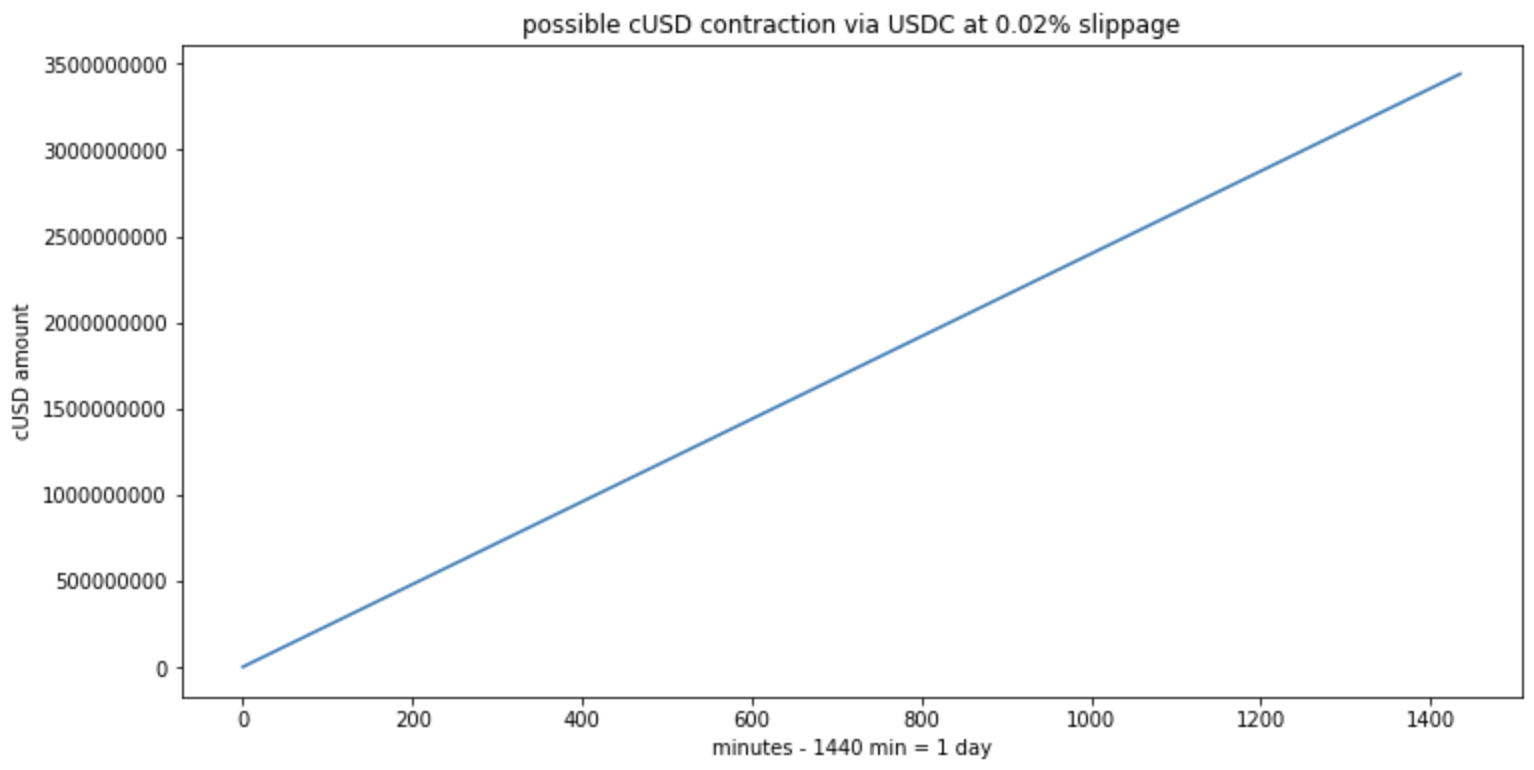 possible cUSD contraction via USDC at 0.02% slippage
3500000000
3000000000
2500000000
2000000000
1500000000
1000000000
500000000
0
cUSD amount
0 200 400 600 800 1000 1200 1400
minutes - 1440 min = 1 day